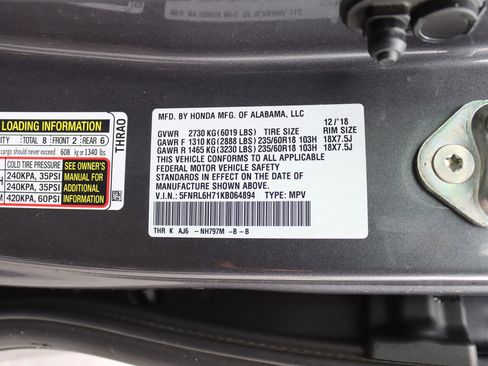 LOADING INFORMATION
TOTAL 8 FRONT 2 REAR 6
cargo should never exceed 608 kg or 1340 lbs.
COLD TIRE PRESSURE
240KPA, 35PSI
240KPA, 35PSI
420KPA, 60PSI
SEE OWNER'S
MANUAL FOR
ADDITIONAL
INFORMATION
THRA0
MFD. BY HONDA MFG. OF ALABAMA, LLC 12/'18
GVWR 2730 KG (6019 LBS) TIRE SIZE RIM SIZE
GAWR F 1310 KG (2888 LBS) 235/60R18 103H 18X7.5J
GAWR R 1465 KG (3230 LBS) 235/60R18 103H 18X7.5J
THIS VEHICLE CONFORMS TO ALL APPLICABLE
FEDERAL MOTOR VEHICLE SAFETY
STANDARDS IN EFFECT ON THE DATE OF
MANUFACTURE SHOWN ABOVE.
V.I.N.: 5FNRL6H71KB064894 TYPE: MPV
THR K AJ6 -NH797M -B-B